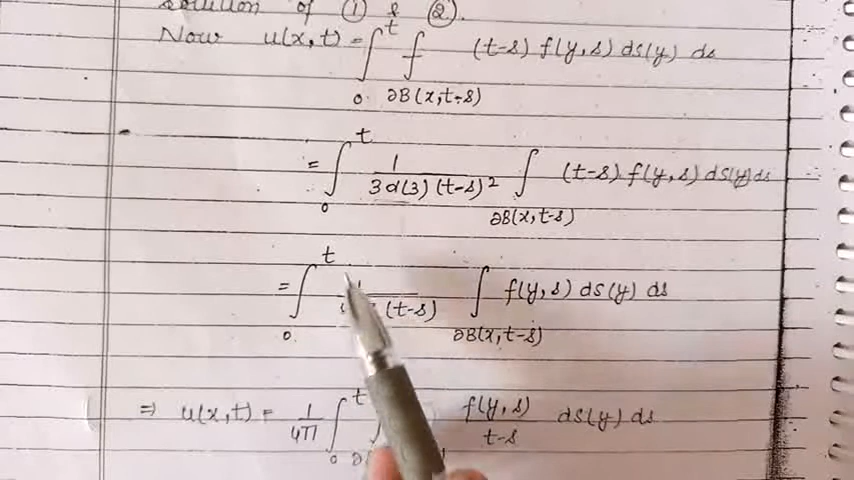 Solution of ① & ②.
Now u(x,t) = ∫₀ᵗ ⨍_∂B(x,t-s) (t-s) f(y,s) dS(y) ds
= ∫₀ᵗ 1/(3α(3)(t-s)²) ∫_∂B(x,t-s) (t-s) f(y,s) dS(y) ds
= ∫₀ᵗ 1/( (t-s)) ∫_∂B(x,t-s) f(y,s) dS(y) ds
⇒ u(x,t) = 1/4π ∫₀ᵗ f(y,s)/(t-s) dS(y) ds